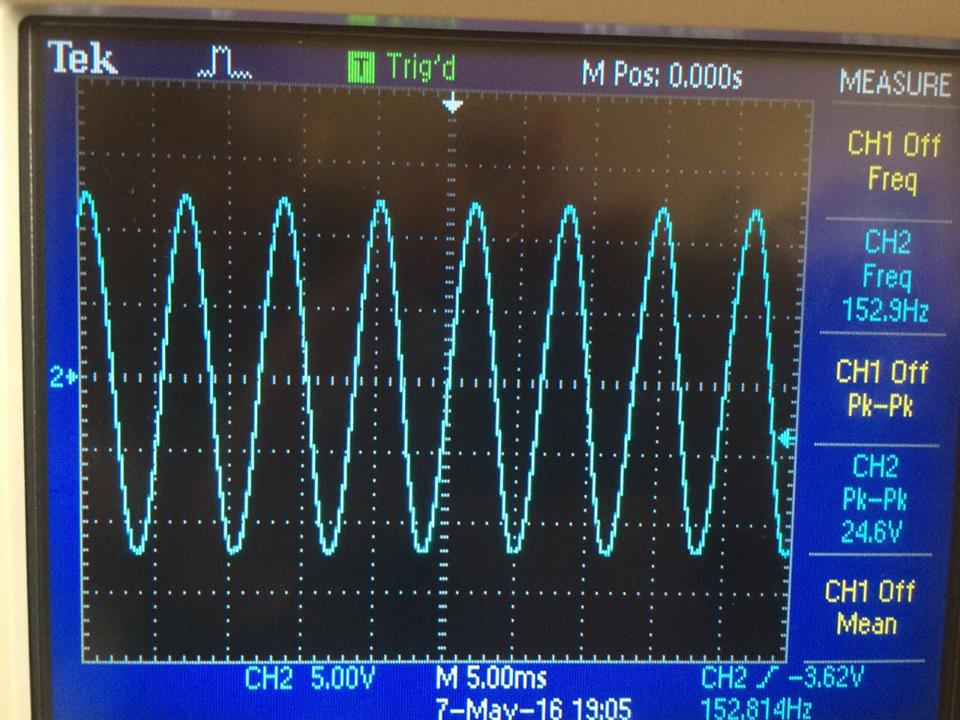 Tek
T Trig'd
M Pos: 0.000s
MEASURE
CH1 Off
Freq
CH2
Freq
152.9Hz
CH1 Off
Pk-Pk
CH2
Pk-Pk
24.6V
CH1 Off
Mean
2
CH2 5.00V
M 5.00ms
CH2 -3.62V
7-May-16 19:05
152.814Hz